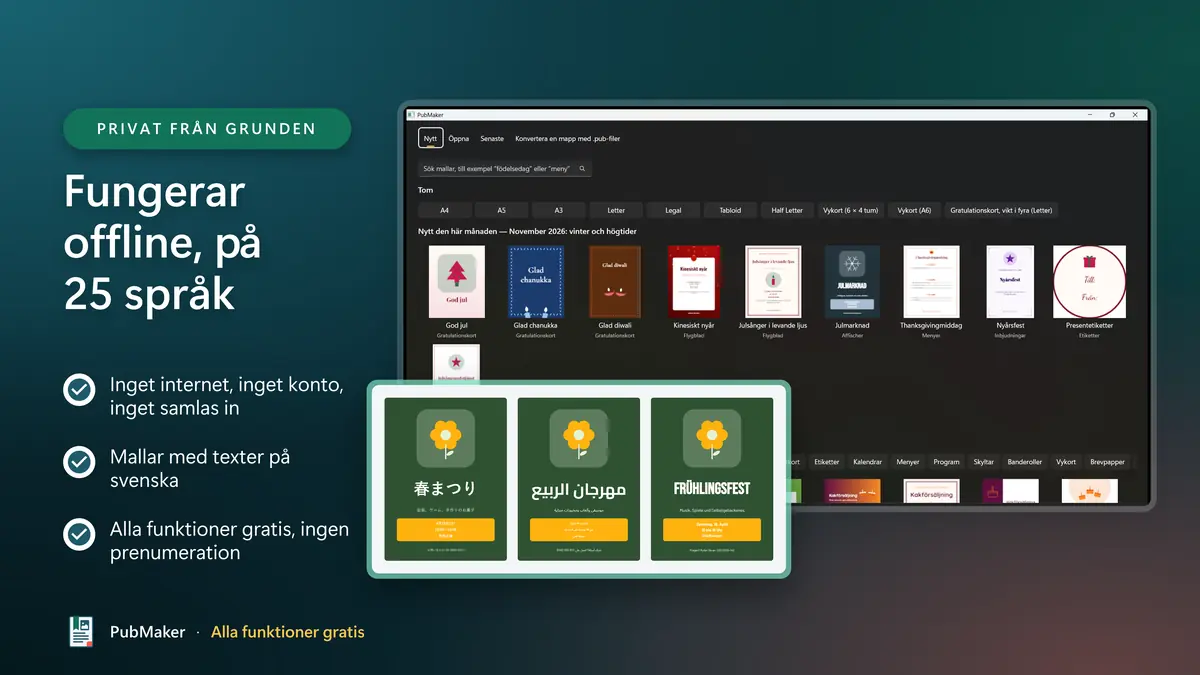 PRIVAT FRÅN GRUNDEN
Fungerar
offline, på
25 språk
Inget internet, inget konto,
inget samlas in
Mallar med texter på
svenska
Alla funktioner gratis, ingen
prenumeration
PubMaker · Alla funktioner gratis
PubMaker
Nytt Öppna Senaste Konvertera en mapp med .pub-filer
Sök mallar, till exempel "födelsedag" eller "meny"
Tom
A4 A5 A3 Letter Legal Tabloid Half Letter Vykort (6 × 4 tum) Vykort (A6) Gratulationskort, vikt i fyra (Letter)
Nytt den här månaden — November 2026: vinter och högtider
God jul
Glad
chanukka
Glad diwali
Kinesiskt nyår
Julsånger i levande ljus
JULMARKNAD
Nyårsfest
Till:
Från:
God jul Glad chanukka Glad diwali Kinesiskt nyår Julsånger i levande ljus Julmarknad Thanksgivingmiddag Nyårsfest Presentetiketter
Gratulationskort Gratulationskort Gratulationskort Flygblad Flygblad Affischer Menyer Inbjudningar Etiketter
Etiketter Kalendrar Menyer Program Skyltar Banderoller Vykort Brevpapper
Kakförsäljning
Kakförsäljning
春まつり
مهرجان الربيع
FRÜHLINGSFEST